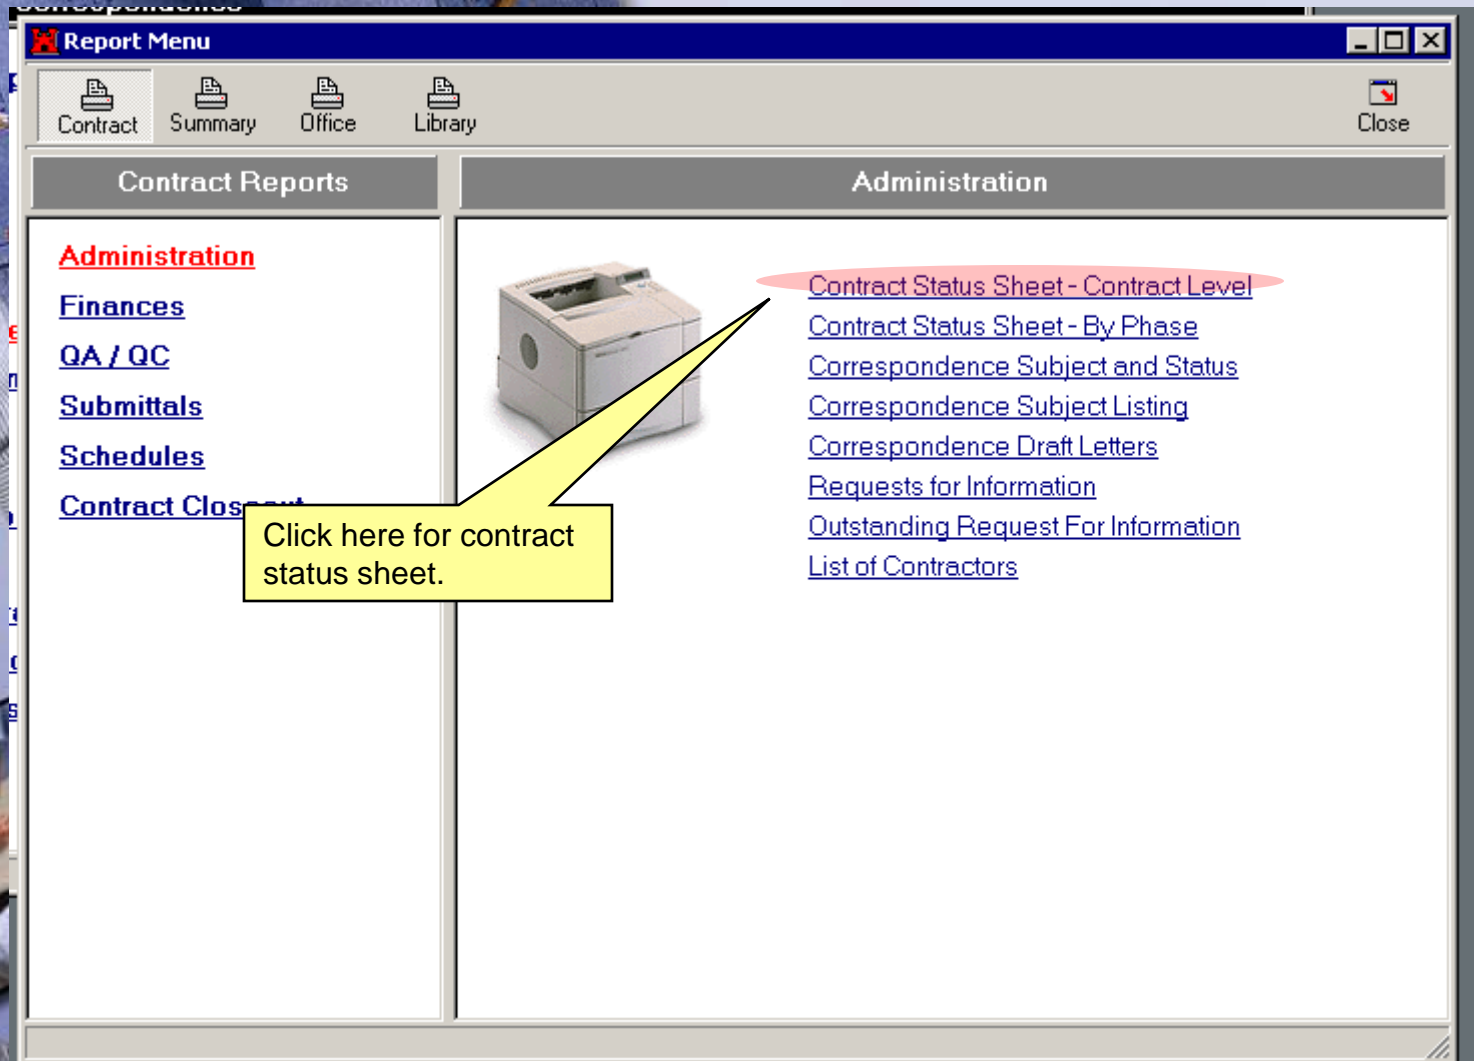 Correspondence
Report Menu
Contract Summary Office Library Close
Contract Reports
Administration
Administration
Finances
QA / QC
Submittals
Schedules
Contract Closeout
Contract Status Sheet - Contract Level
Contract Status Sheet - By Phase
Correspondence Subject and Status
Correspondence Subject Listing
Correspondence Draft Letters
Requests for Information
Outstanding Request For Information
List of Contractors
Click here for contract
status sheet.